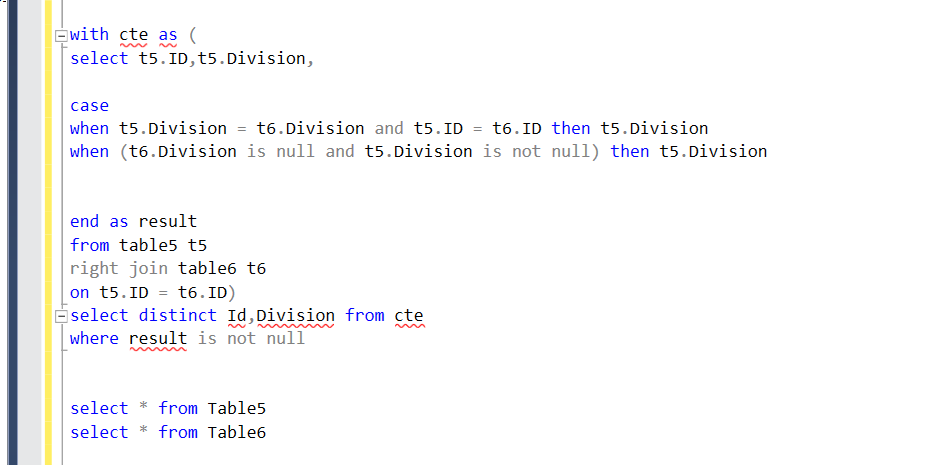 with cte as (
select t5.ID,t5.Division,
case
when t5.Division = t6.Division and t5.ID = t6.ID then t5.Division
when (t6.Division is null and t5.Division is not null) then t5.Division
end as result
from table5 t5
right join table6 t6
on t5.ID = t6.ID)
select distinct Id,Division from cte
where result is not null
select * from Table5
select * from Table6